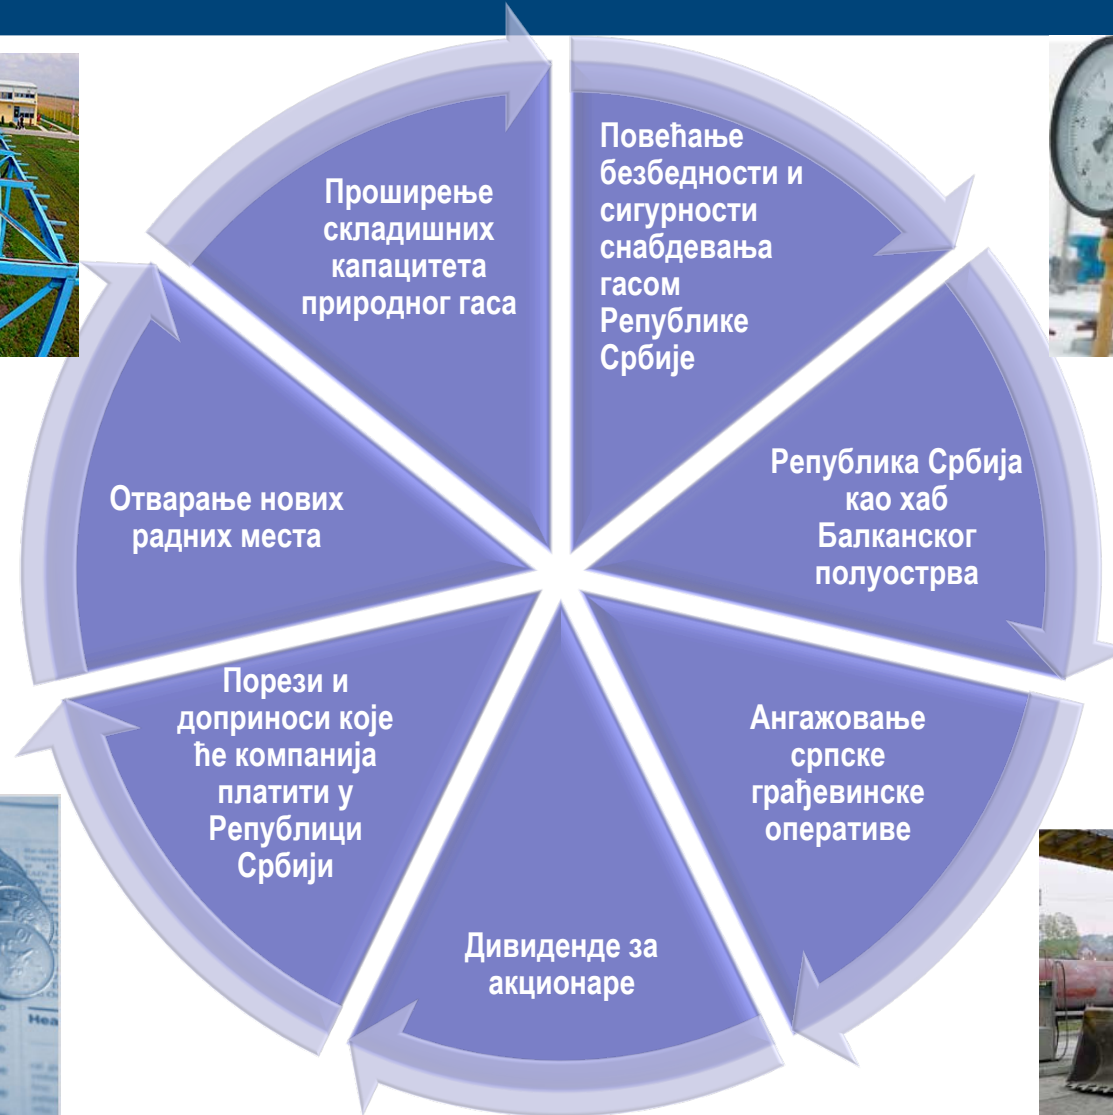 Повећање
безбедности и
сигурности
снабдевања
гасом
Републике
Србије
Република Србија
као хаб
Балканског
полуострва
Ангажовање
српске
грађевинске
оперативе
Дивиденде за
акционаре
Порези и
доприноси које
ће компанија
платити у
Републици
Србији
Отварање нових
радних места
Проширење
складишних
капацитета
природног гаса
Hea